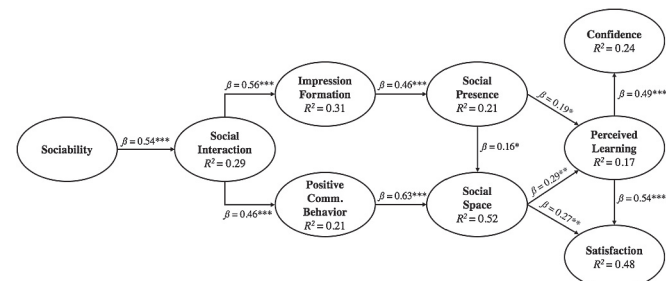 Confidence
R² = 0.24
β = 0.56***
Impression
Formation
R² = 0.31
β = 0.46***
Social
Presence
R² = 0.21
β = 0.19*
β = 0.49***
Sociability
β = 0.54***
Social
Interaction
R² = 0.29
β = 0.16*
Perceived
Learning
R² = 0.17
β = 0.46***
Positive
Comm.
Behavior
R² = 0.21
β = 0.63***
Social
Space
R² = 0.52
β = 0.29**
β = 0.27**
β = 0.54***
Satisfaction
R² = 0.48